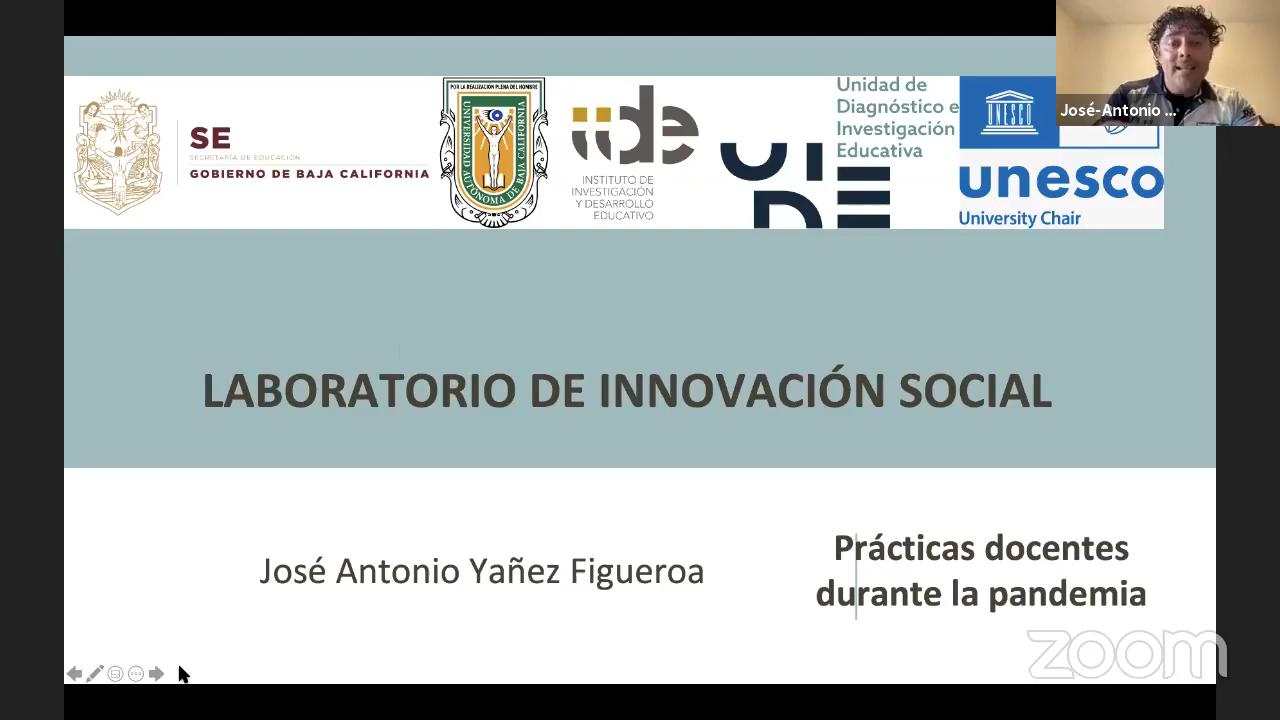 SE
SECRETARÍA DE EDUCACIÓN
GOBIERNO DE BAJA CALIFORNIA
POR LA REALIZACIÓN PLENA DEL HOMBRE
UNIVERSIDAD AUTÓNOMA DE BAJA CALIFORNIA
iide
INSTITUTO DE
INVESTIGACIÓN
Y DESARROLLO
EDUCATIVO
Unidad de
Diagnóstico e
Investigación
Educativa
UI
DE
UNESCO
unesco
University Chair
José-Antonio ...
LABORATORIO DE INNOVACIÓN SOCIAL
José Antonio Yañez Figueroa
Prácticas docentes
durante la pandemia
zoom